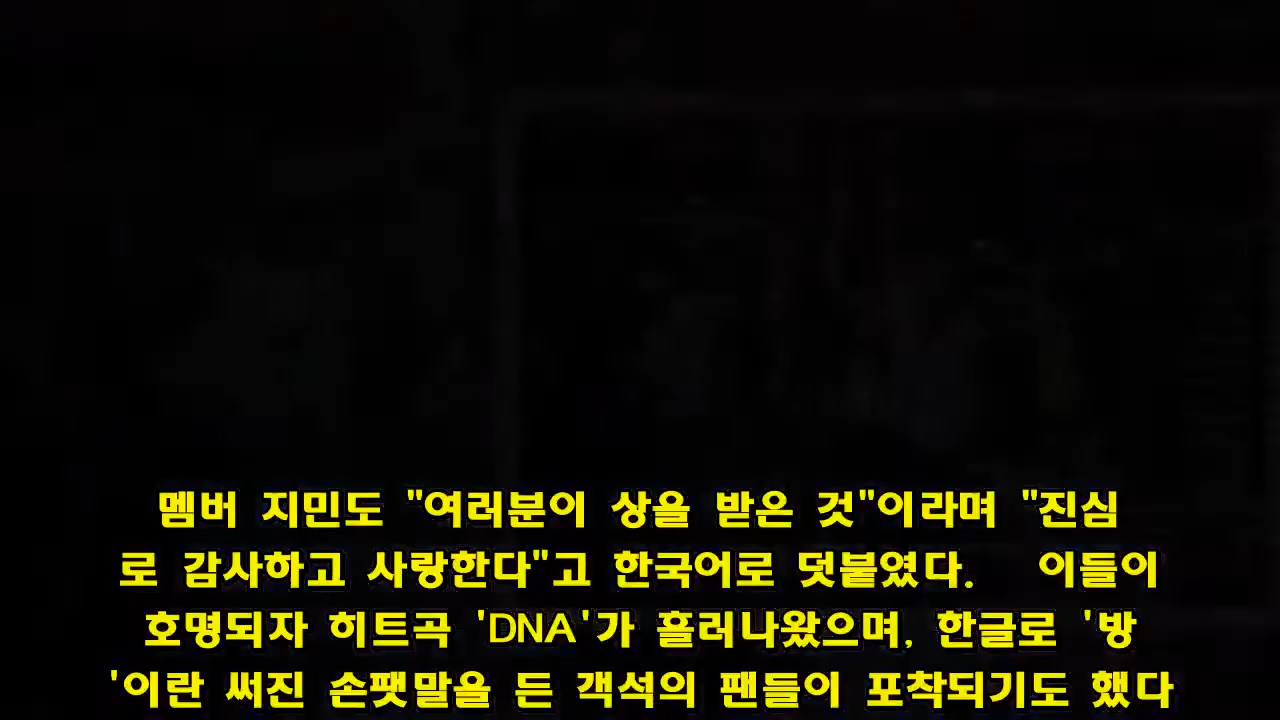 멤버 지민도 "여러분이 상을 받은 것"이라며 "진심
로 감사하고 사랑한다"고 한국어로 덧붙였다. 이들이
호명되자 히트곡 'DNA'가 흘러나왔으며, 한글로 '방
'이란 써진 손팻말을 든 객석의 팬들이 포착되기도 했다